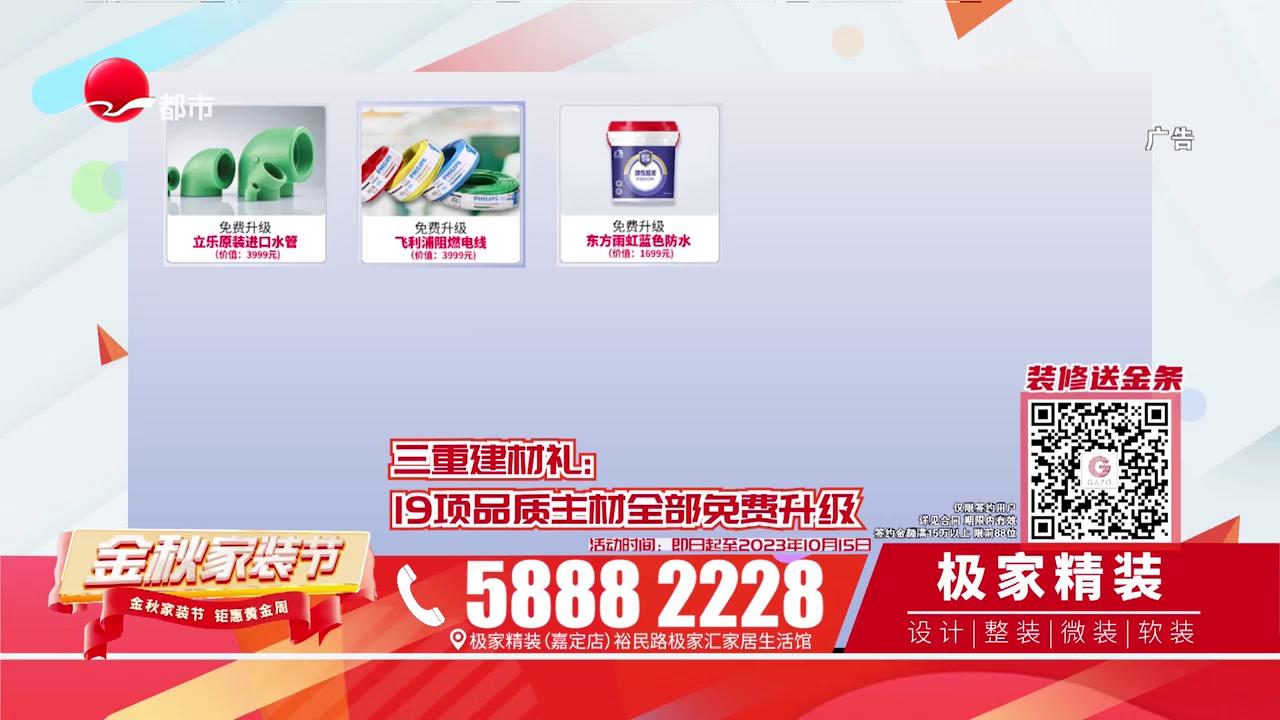 都市
广告
PHILIPS
PHILIPS
PHILIPS
PHILIPS
弹性超柔
免费升级
立乐原装进口水管
(价值：3999元)
免费升级
飞利浦阻燃电线
(价值：3999元)
免费升级
东方雨虹蓝色防水
(价值：1699元)
装修送金条
GAZO
三重建材礼：
19项品质主材全部免费升级
活动时间：即日起至2023年10月15日
仅限签约用户
详见合同 期限内有效
签约金额满15万以上 限前88位
金秋家装节
金秋家装节 钜惠黄金周
5888 2228
极家精装（嘉定店）裕民路极家汇家居生活馆
极家精装
设计|整装|微装|软装